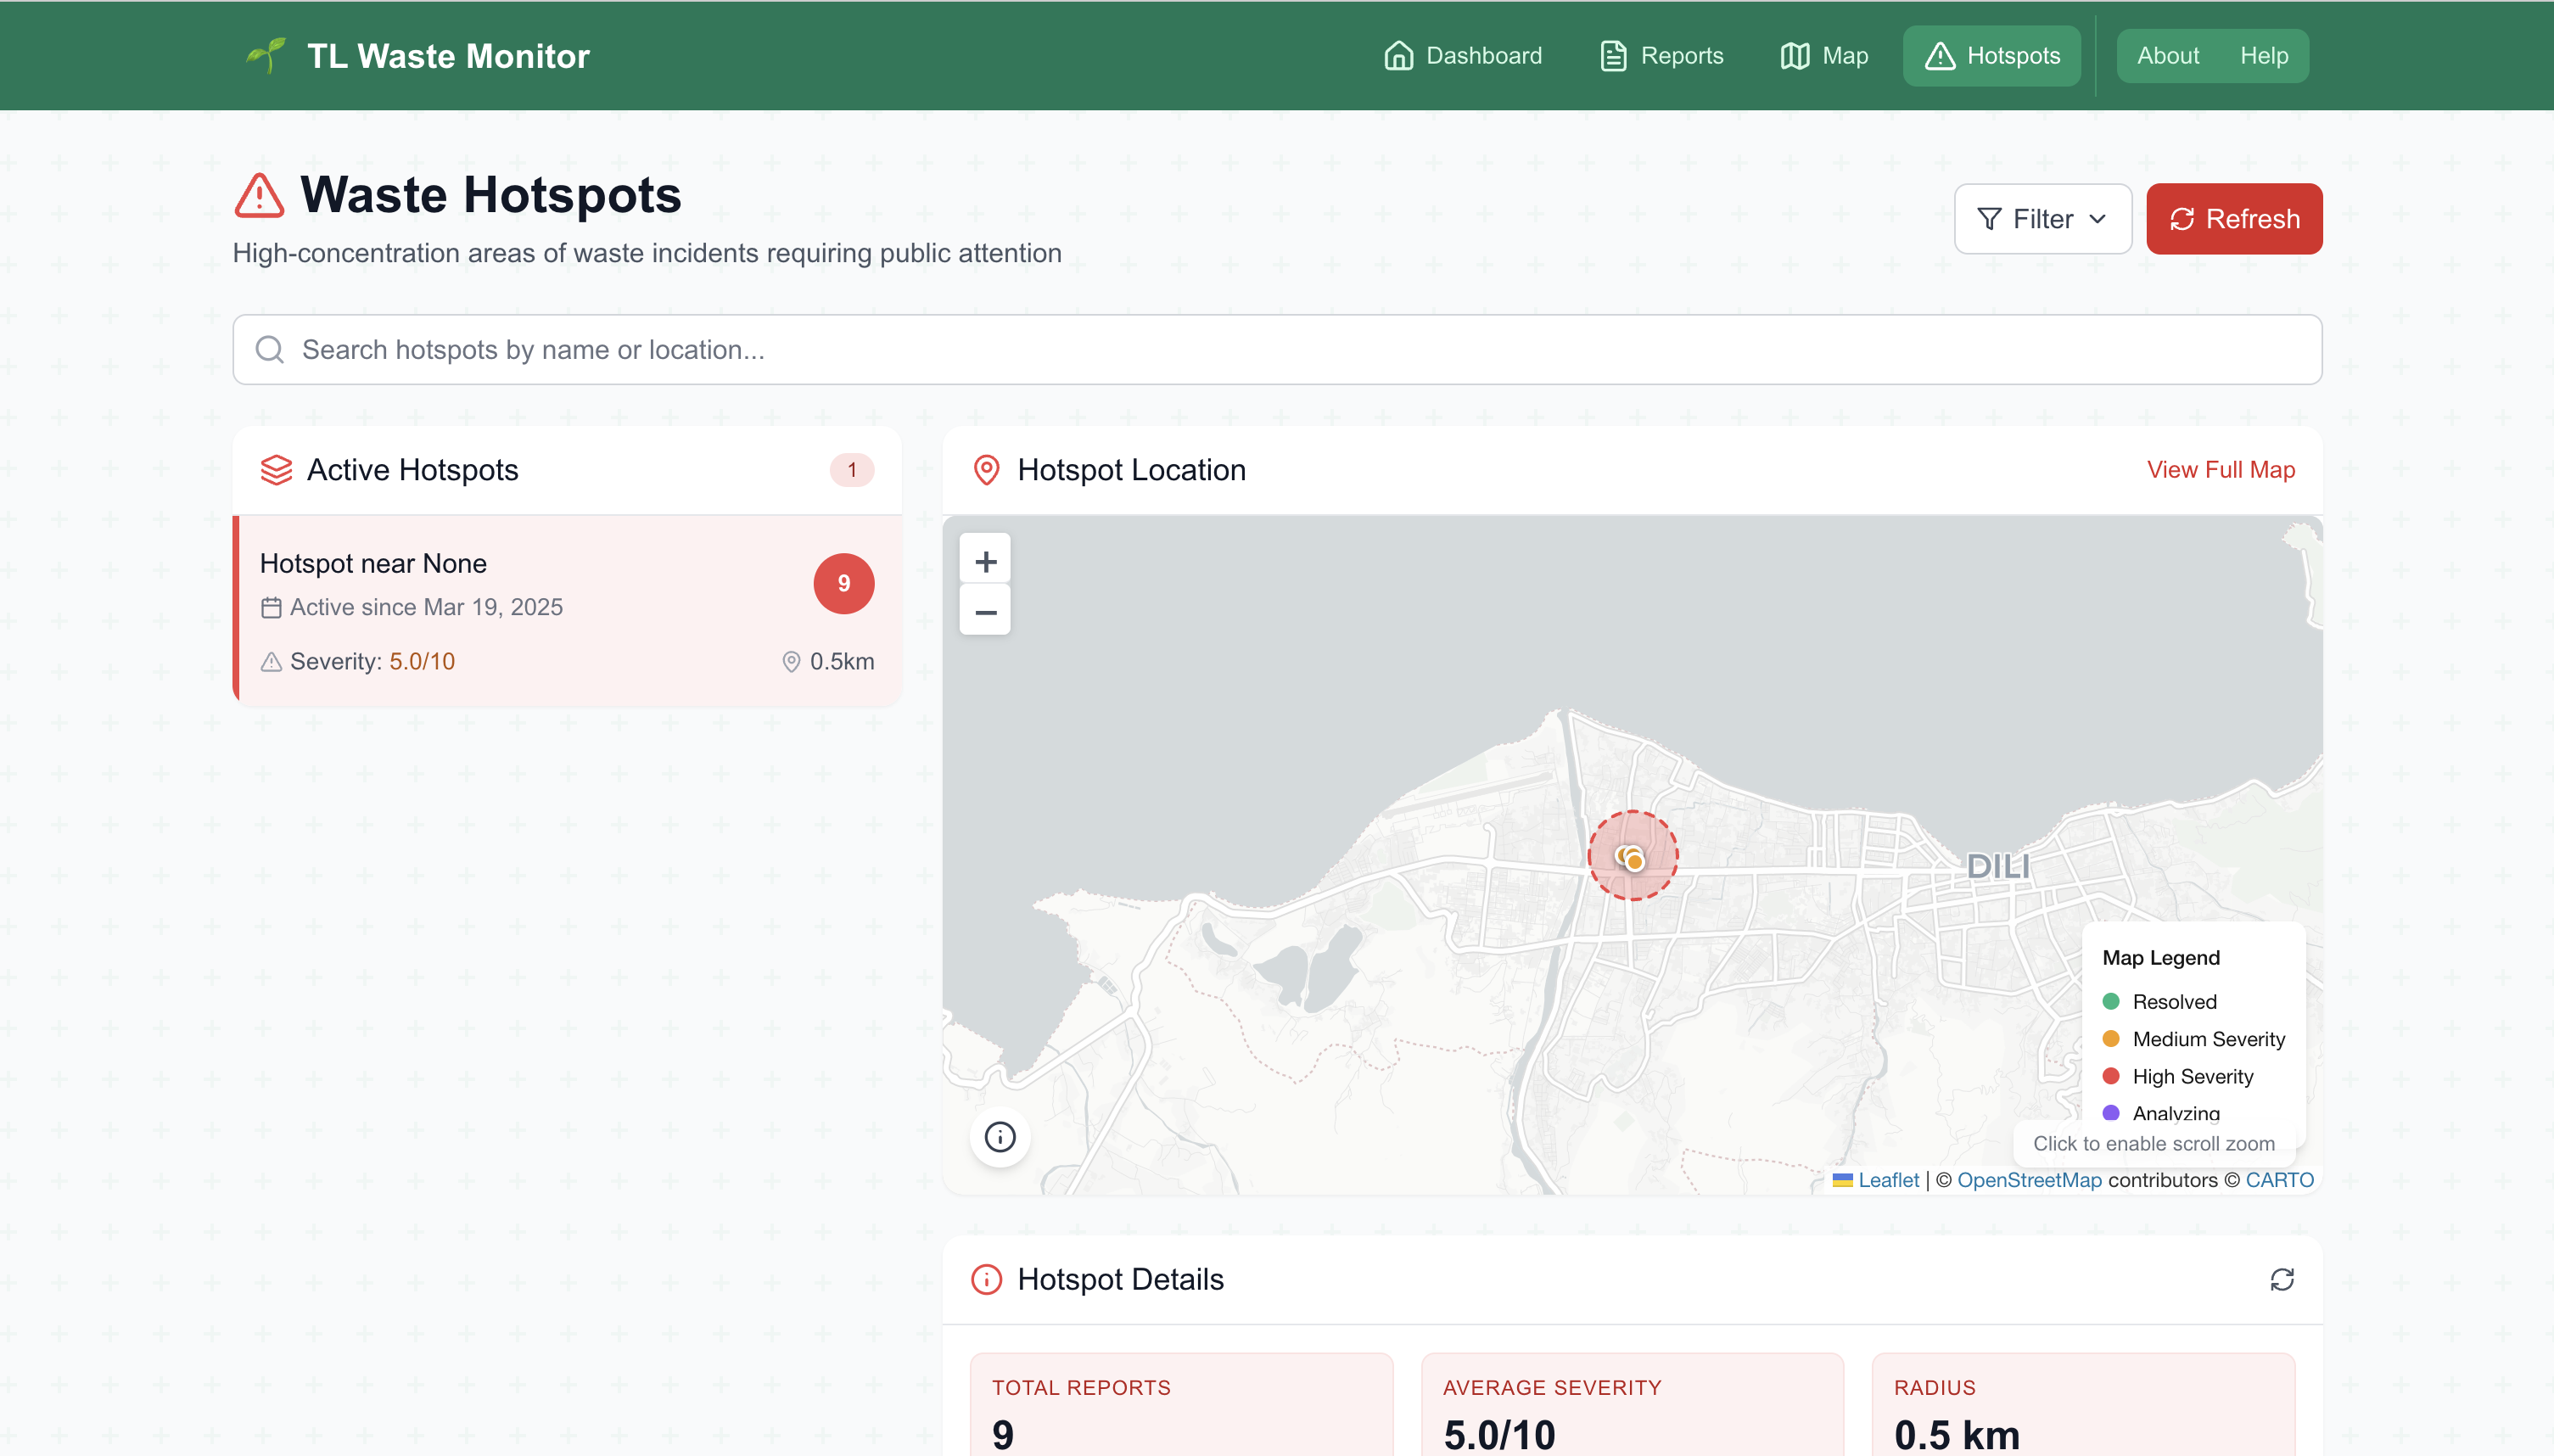 TL Waste Monitor
Dashboard
Reports
Map
Hotspots
About
Help
Waste Hotspots
High-concentration areas of waste incidents requiring public attention
Filter
Refresh
Search hotspots by name or location...
Active Hotspots
1
Hotspot near None
9
Active since Mar 19, 2025
Severity: 5.0/10
0.5km
Hotspot Location
View Full Map
+
−
DILI
Map Legend
Resolved
Medium Severity
High Severity
Analyzing
Click to enable scroll zoom
Leaflet | © OpenStreetMap contributors © CARTO
Hotspot Details
TOTAL REPORTS
9
AVERAGE SEVERITY
5.0/10
RADIUS
0.5 km